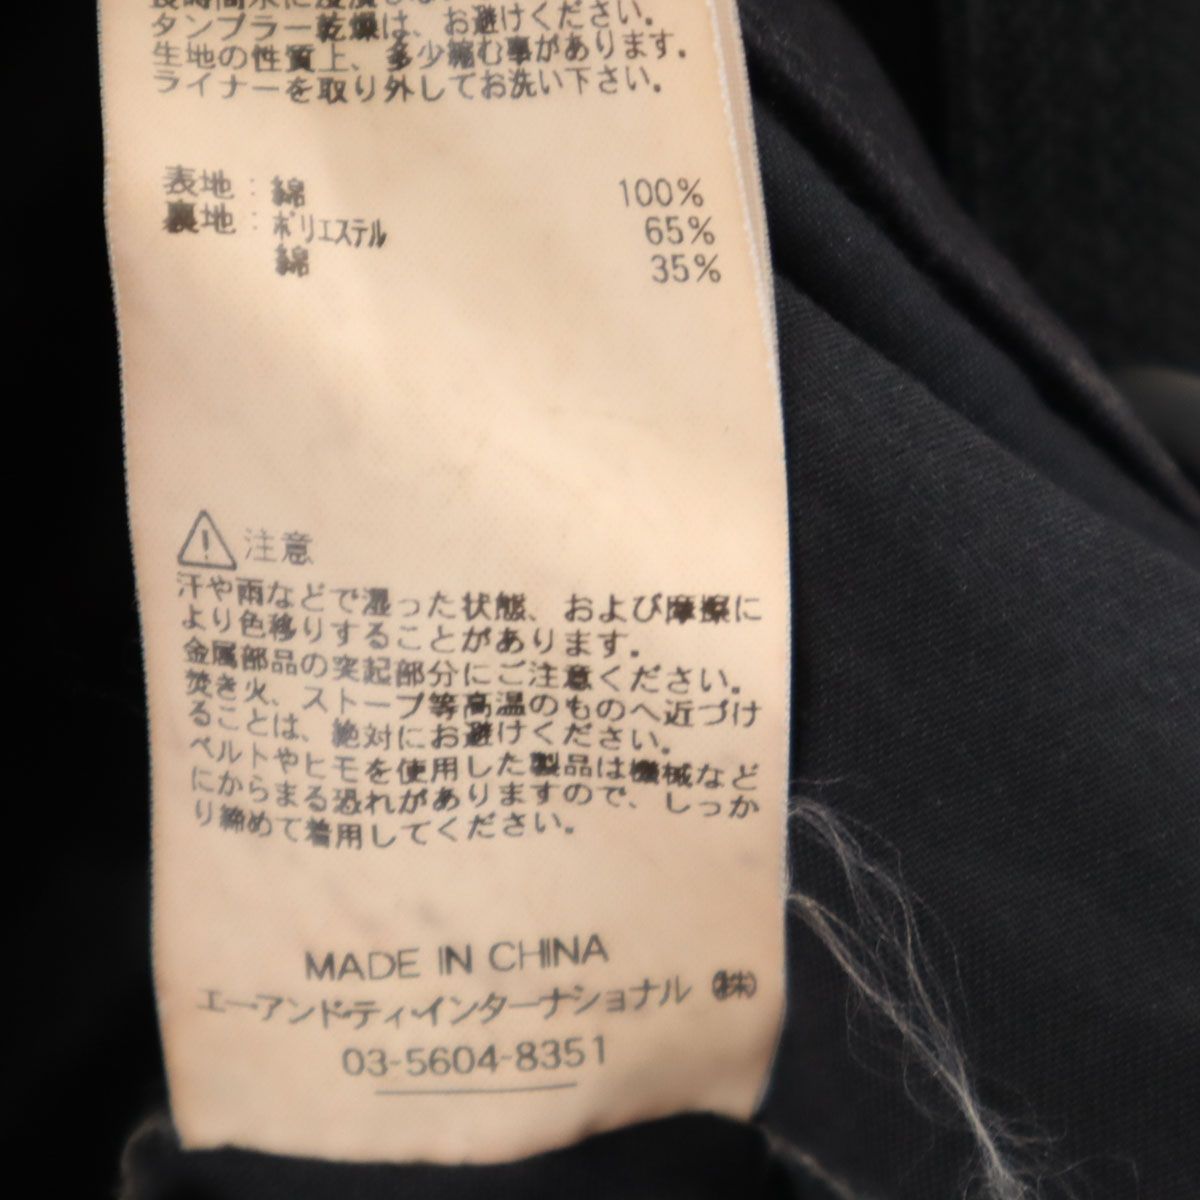 タンブラー乾燥は、お避けください。
生地の性質上、多少縮む事があります。
ライナーを取り外してお洗い下さい。
表地：綿 100%
裏地：ポリエステル 65%
綿 35%
注意
汗や雨などで湿った状態、および摩擦に
より色移りすることがあります。
金属部品の突起部分にご注意ください。
焚き火、ストーブ等高温のものへ近づけ
ることは、絶対にお避けください。
ベルトやヒモを使用した製品は機械など
にからまる恐れがありますので、しっか
り締めて着用してください。
MADE IN CHINA
エー・アンド・ティ・インターナショナル ㈱
03-5604-8351